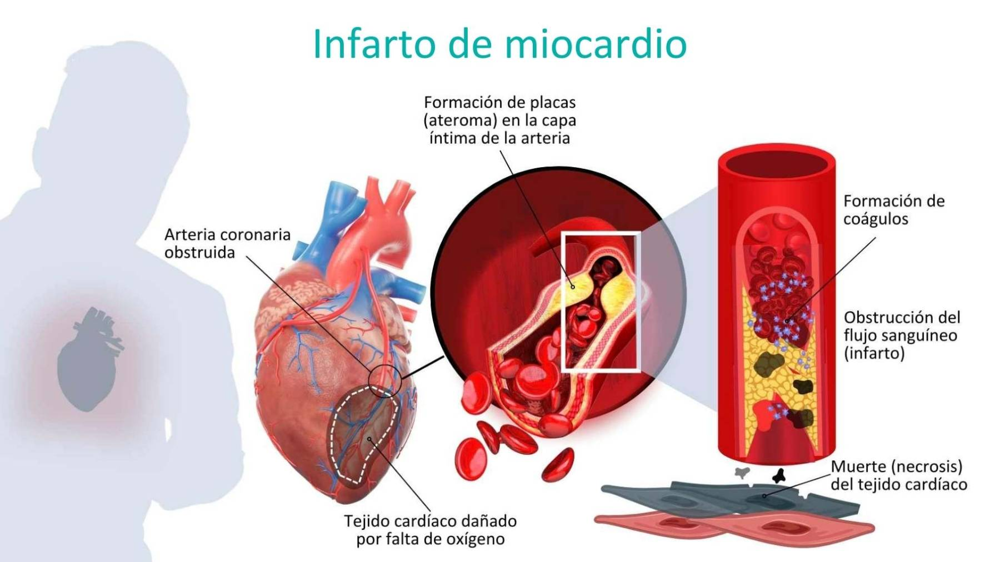 Infarto de miocardio
Formación de placas
(ateroma) en la capa
íntima de la arteria
Arteria coronaria
obstruida
Formación de
coágulos
Obstrucción del
flujo sanguíneo
(infarto)
Muerte (necrosis)
del tejido cardíaco
Tejido cardíaco dañado
por falta de oxígeno